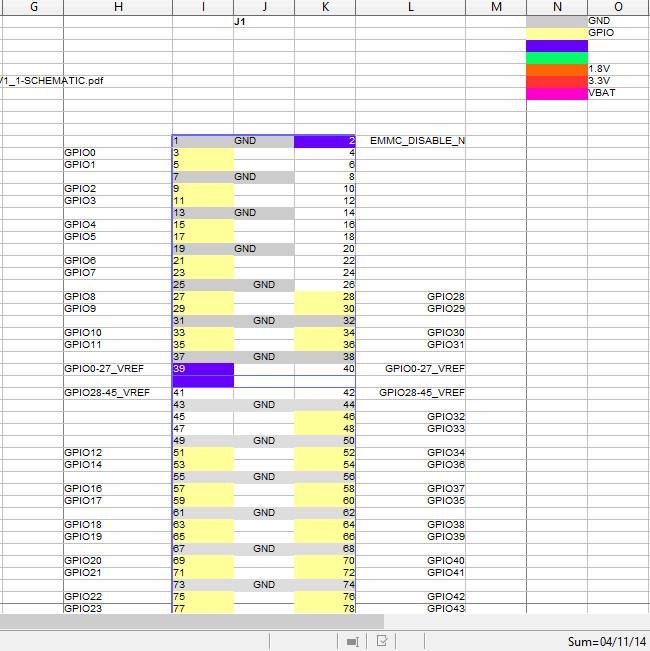 G H I J K L M N O
J1 GND
GPIO
V1_1-SCHEMATIC.pdf
1.8V
3.3V
VBAT
1 GND 2 EMMC_DISABLE_N
GPIO0 3 4
GPIO1 5 6
7 GND 8
GPIO2 9 10
GPIO3 11 12
13 GND 14
GPIO4 15 16
GPIO5 17 18
19 GND 20
GPIO6 21 22
GPIO7 23 24
25 GND 26
GPIO8 27 28 GPIO28
GPIO9 29 30 GPIO29
31 GND 32
GPIO10 33 34 GPIO30
GPIO11 35 36 GPIO31
37 GND 38
GPIO0-27_VREF 39 40 GPIO0-27_VREF
GPIO28-45_VREF 41 42 GPIO28-45_VREF
43 GND 44
45 46 GPIO32
47 48 GPIO33
49 GND 50
GPIO12 51 52 GPIO34
GPIO14 53 54 GPIO36
55 GND 56
GPIO16 57 58 GPIO37
GPIO17 59 60 GPIO35
61 GND 62
GPIO18 63 64 GPIO38
GPIO19 65 66 GPIO39
67 GND 68
GPIO20 69 70 GPIO40
GPIO21 71 72 GPIO41
73 GND 74
GPIO22 75 76 GPIO42
GPIO23 77 78 GPIO43
Sum=04/11/14